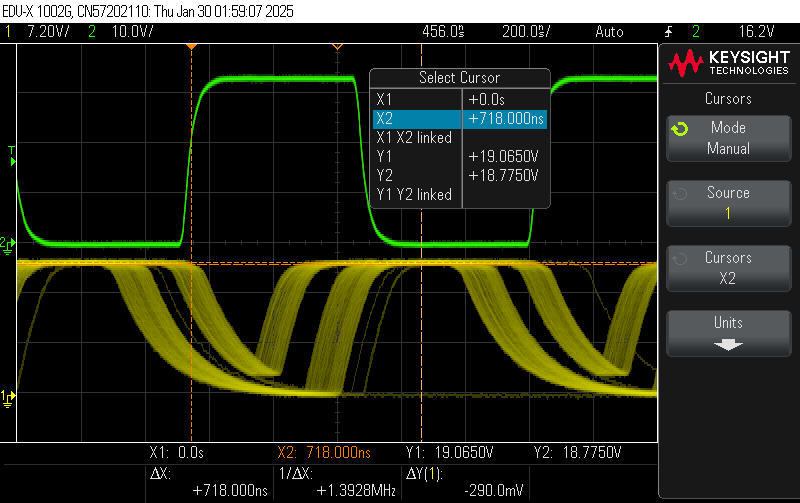 EDU-X 1002G, CN57202110: Thu Jan 30 01:59:07 2025
1 7.20V/ 2 10.0V/ 456.0ns 200.0ns/ Auto 2 16.2V
KEYSIGHT
TECHNOLOGIES
Cursors
Mode
Manual
Source
1
Cursors
X2
Units
Select Cursor
X1 +0.0s
X2 +718.000ns
X1 X2 linked
Y1 +19.0650V
Y2 +18.7750V
Y1 Y2 linked
T
2
1
X1: 0.0s X2: 718.000ns Y1: 19.0650V Y2: 18.7750V
ΔX: 1/ΔX: ΔY(1):
+718.000ns +1.3928MHz -290.0mV